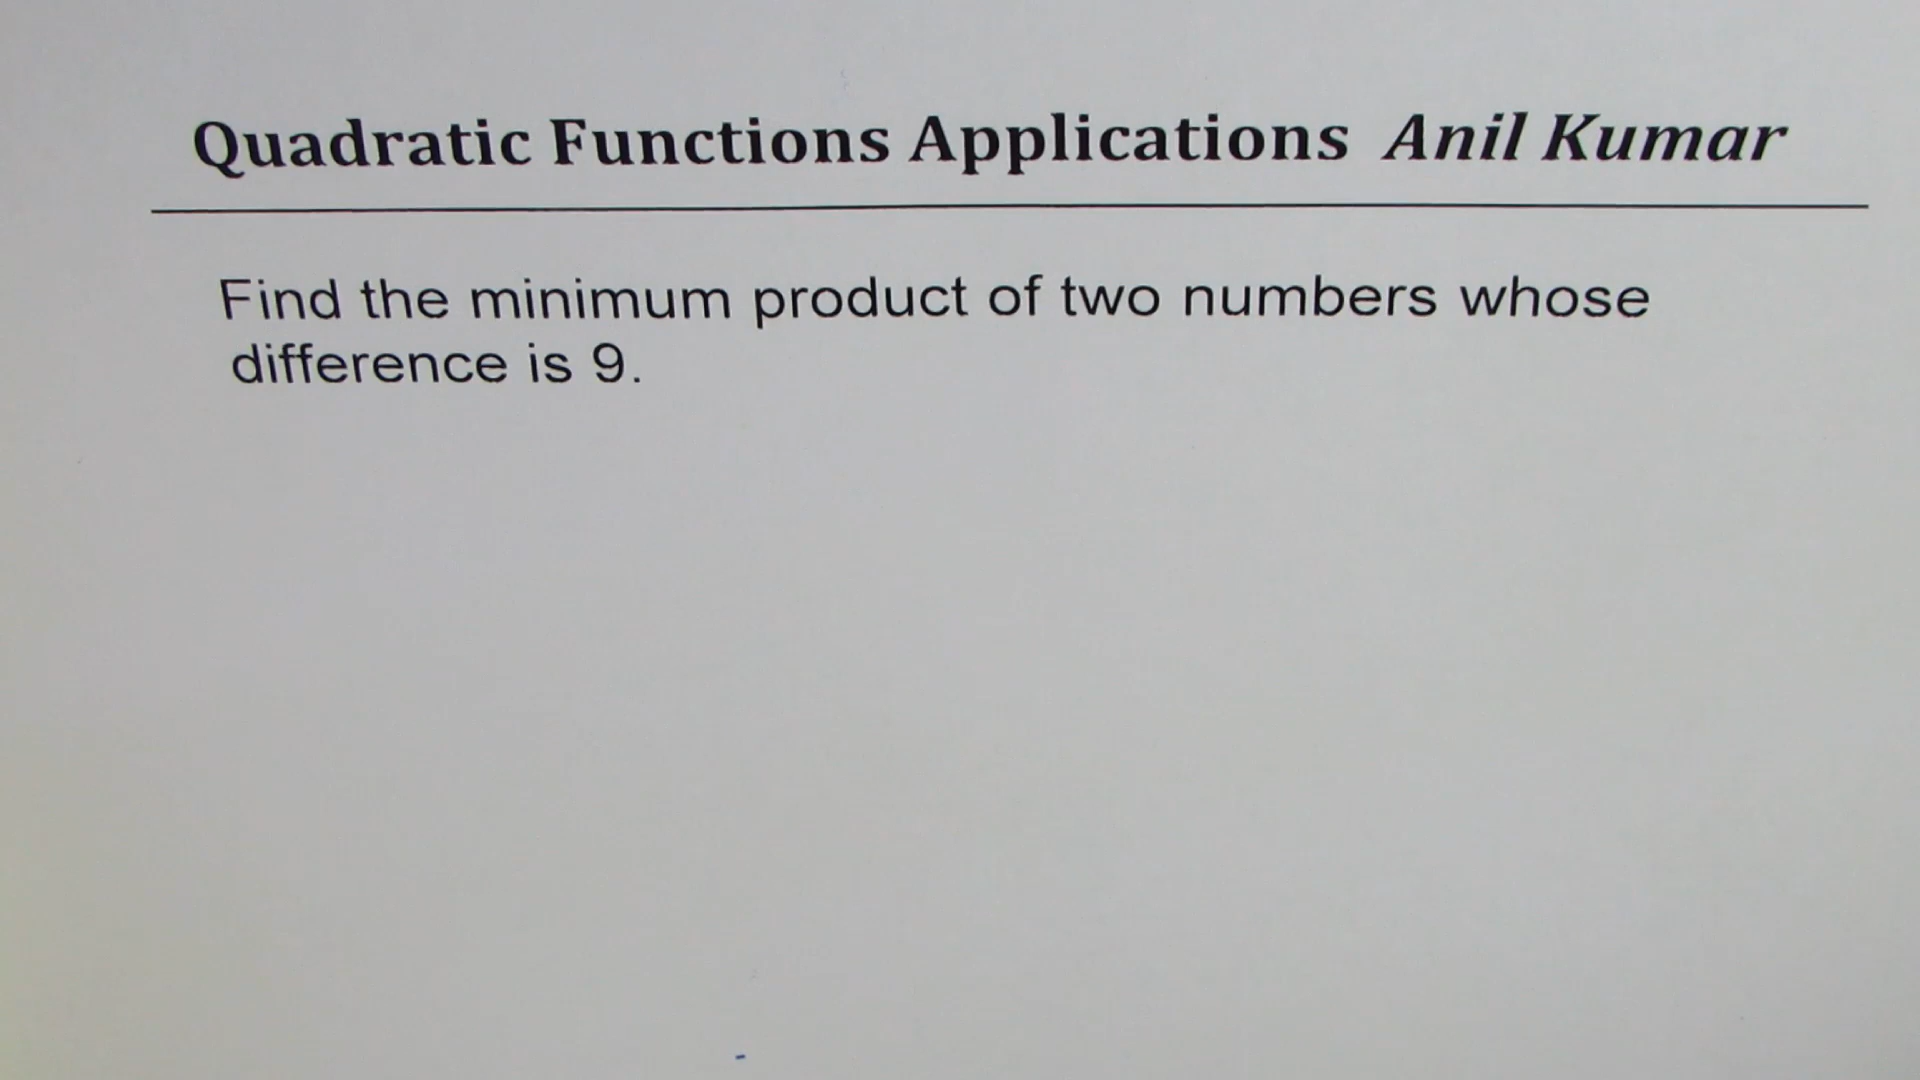 Quadratic Functions Applications Anil Kumar
Find the minimum product of two numbers whose
difference is 9.